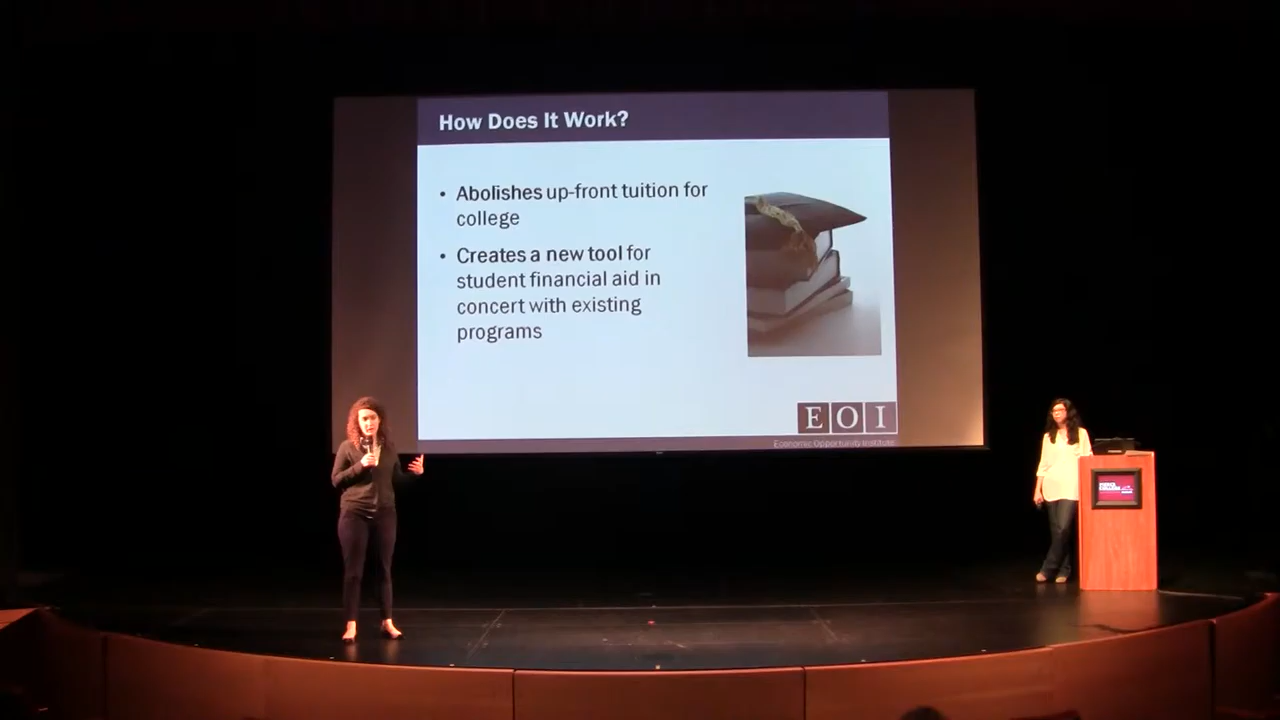 How Does It Work?
• Abolishes up-front tuition for
college
• Creates a new tool for
student financial aid in
concert with existing
programs
EOI
Economic Opportunity Institute